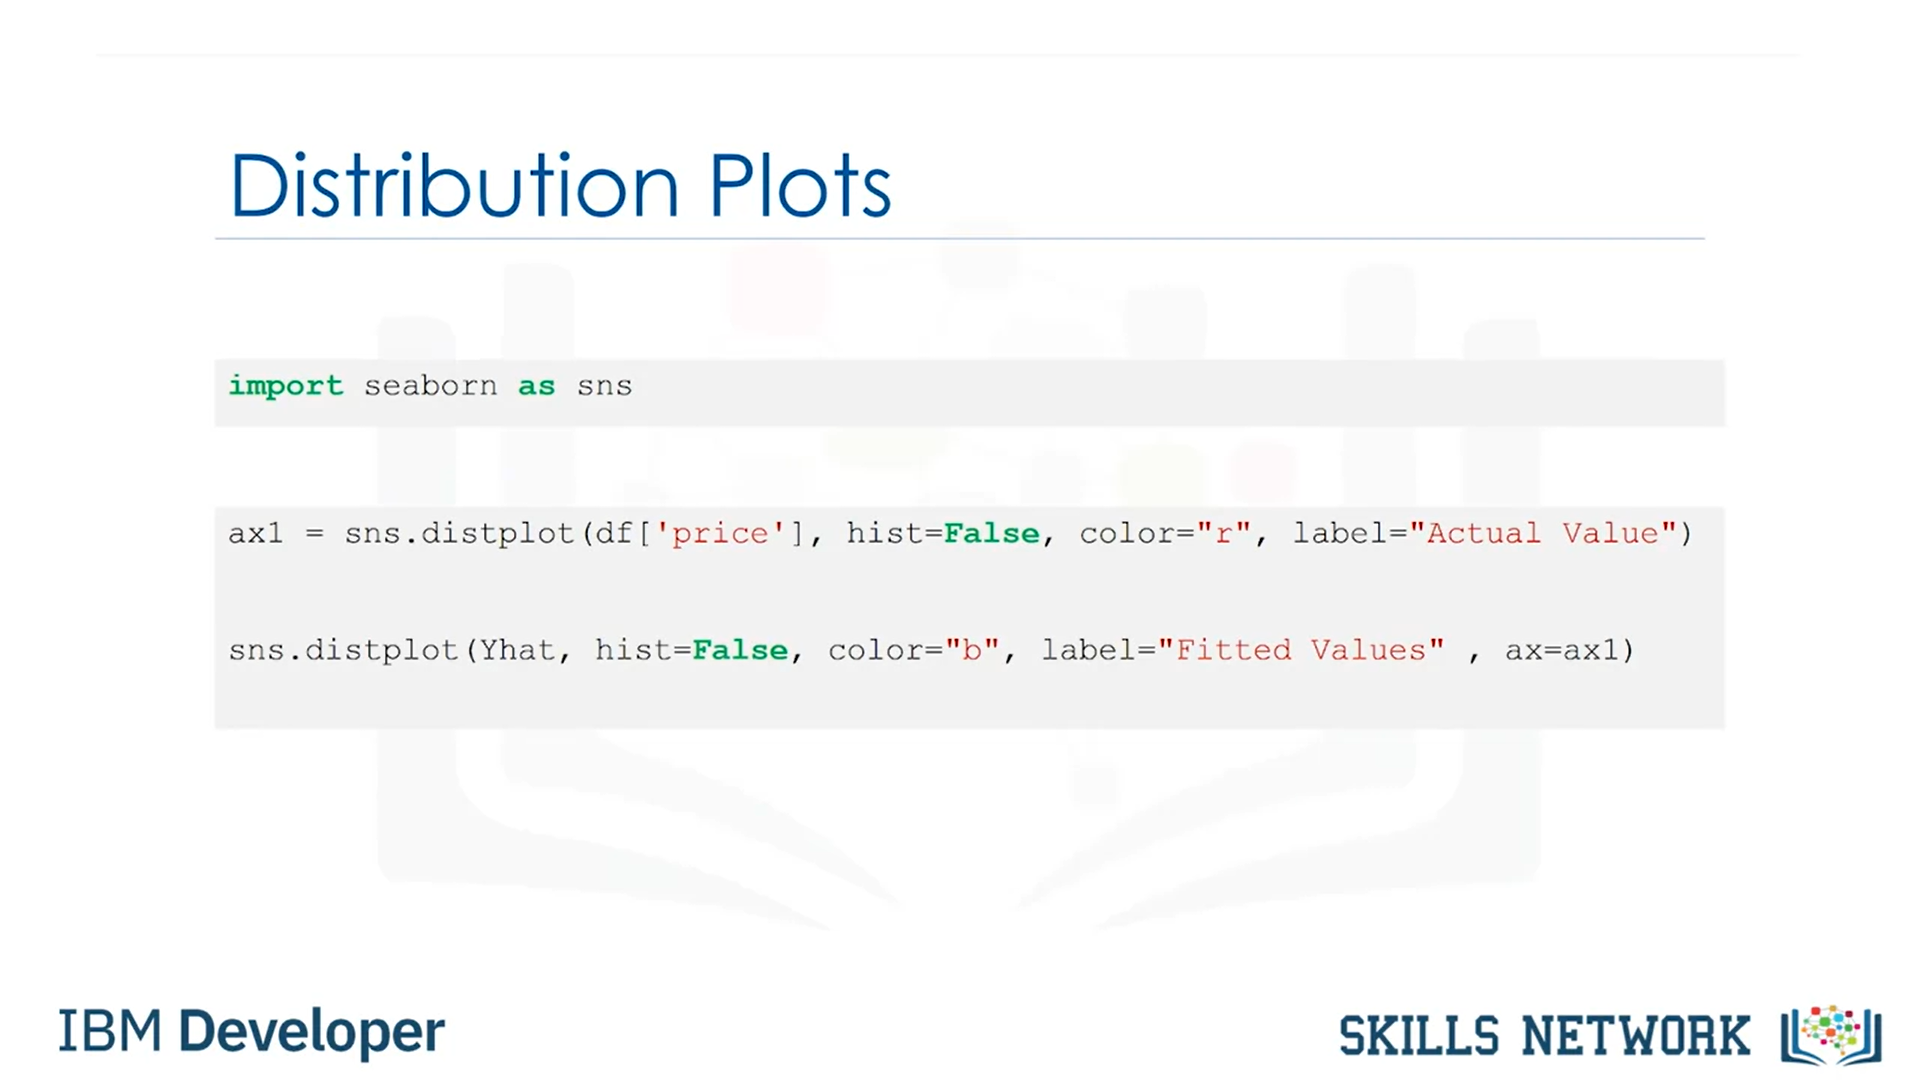 Distribution Plots
import seaborn as sns
ax1 = sns.distplot(df['price'], hist=False, color="r", label="Actual Value")
sns.distplot(Yhat, hist=False, color="b", label="Fitted Values" , ax=ax1)
IBM Developer
SKILLS NETWORK